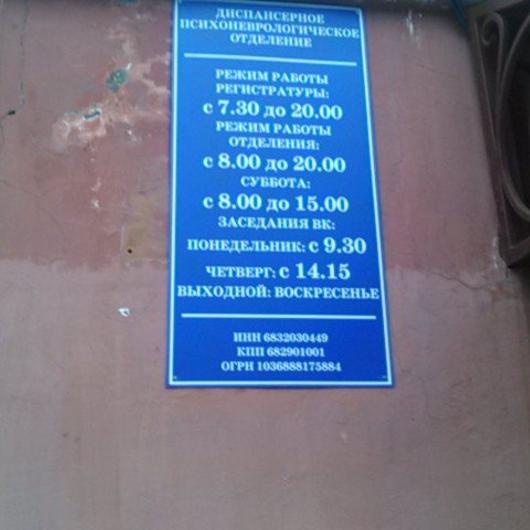 ДИСПАНСЕРНОЕ
ПСИХОНЕВРОЛОГИЧЕСКОЕ
ОТДЕЛЕНИЕ
РЕЖИМ РАБОТЫ
РЕГИСТРАТУРЫ:
с 7.30 до 20.00
РЕЖИМ РАБОТЫ
ОТДЕЛЕНИЯ:
с 8.00 до 20.00
СУББОТА:
с 8.00 до 15.00
ЗАСЕДАНИЯ ВК:
ПОНЕДЕЛЬНИК: с 9.30
ЧЕТВЕРГ: с 14.15
ВЫХОДНОЙ: ВОСКРЕСЕНЬЕ
ИНН 6832030449
КПП 682901001
ОГРН 1036888175884